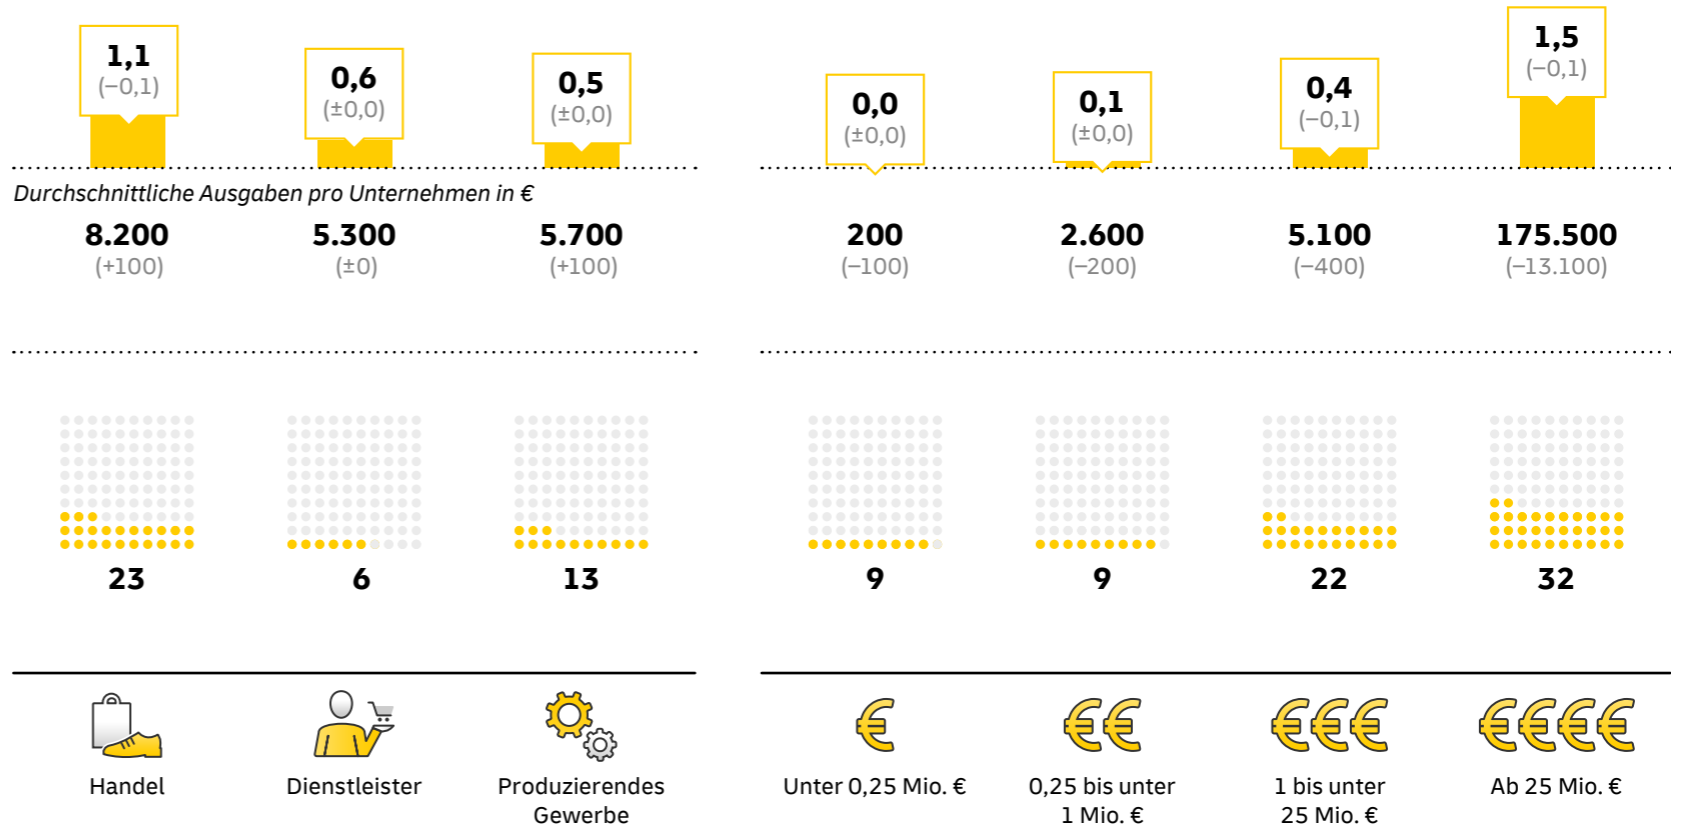 1,1
(−0,1)
0,6
(±0,0)
0,5
(±0,0)
0,0
(±0,0)
0,1
(±0,0)
0,4
(−0,1)
1,5
(−0,1)
Durchschnittliche Ausgaben pro Unternehmen in €
8.200 5.300 5.700 200 2.600 5.100 175.500
(+100) (±0) (+100) (−100) (−200) (−400) (−13.100)
23 6 13 9 9 22 32
€ €€ €€€ €€€€
Handel
Dienstleister
Produzierendes
Gewerbe
Unter 0,25 Mio. €
0,25 bis unter
1 Mio. €
1 bis unter
25 Mio. €
Ab 25 Mio. €